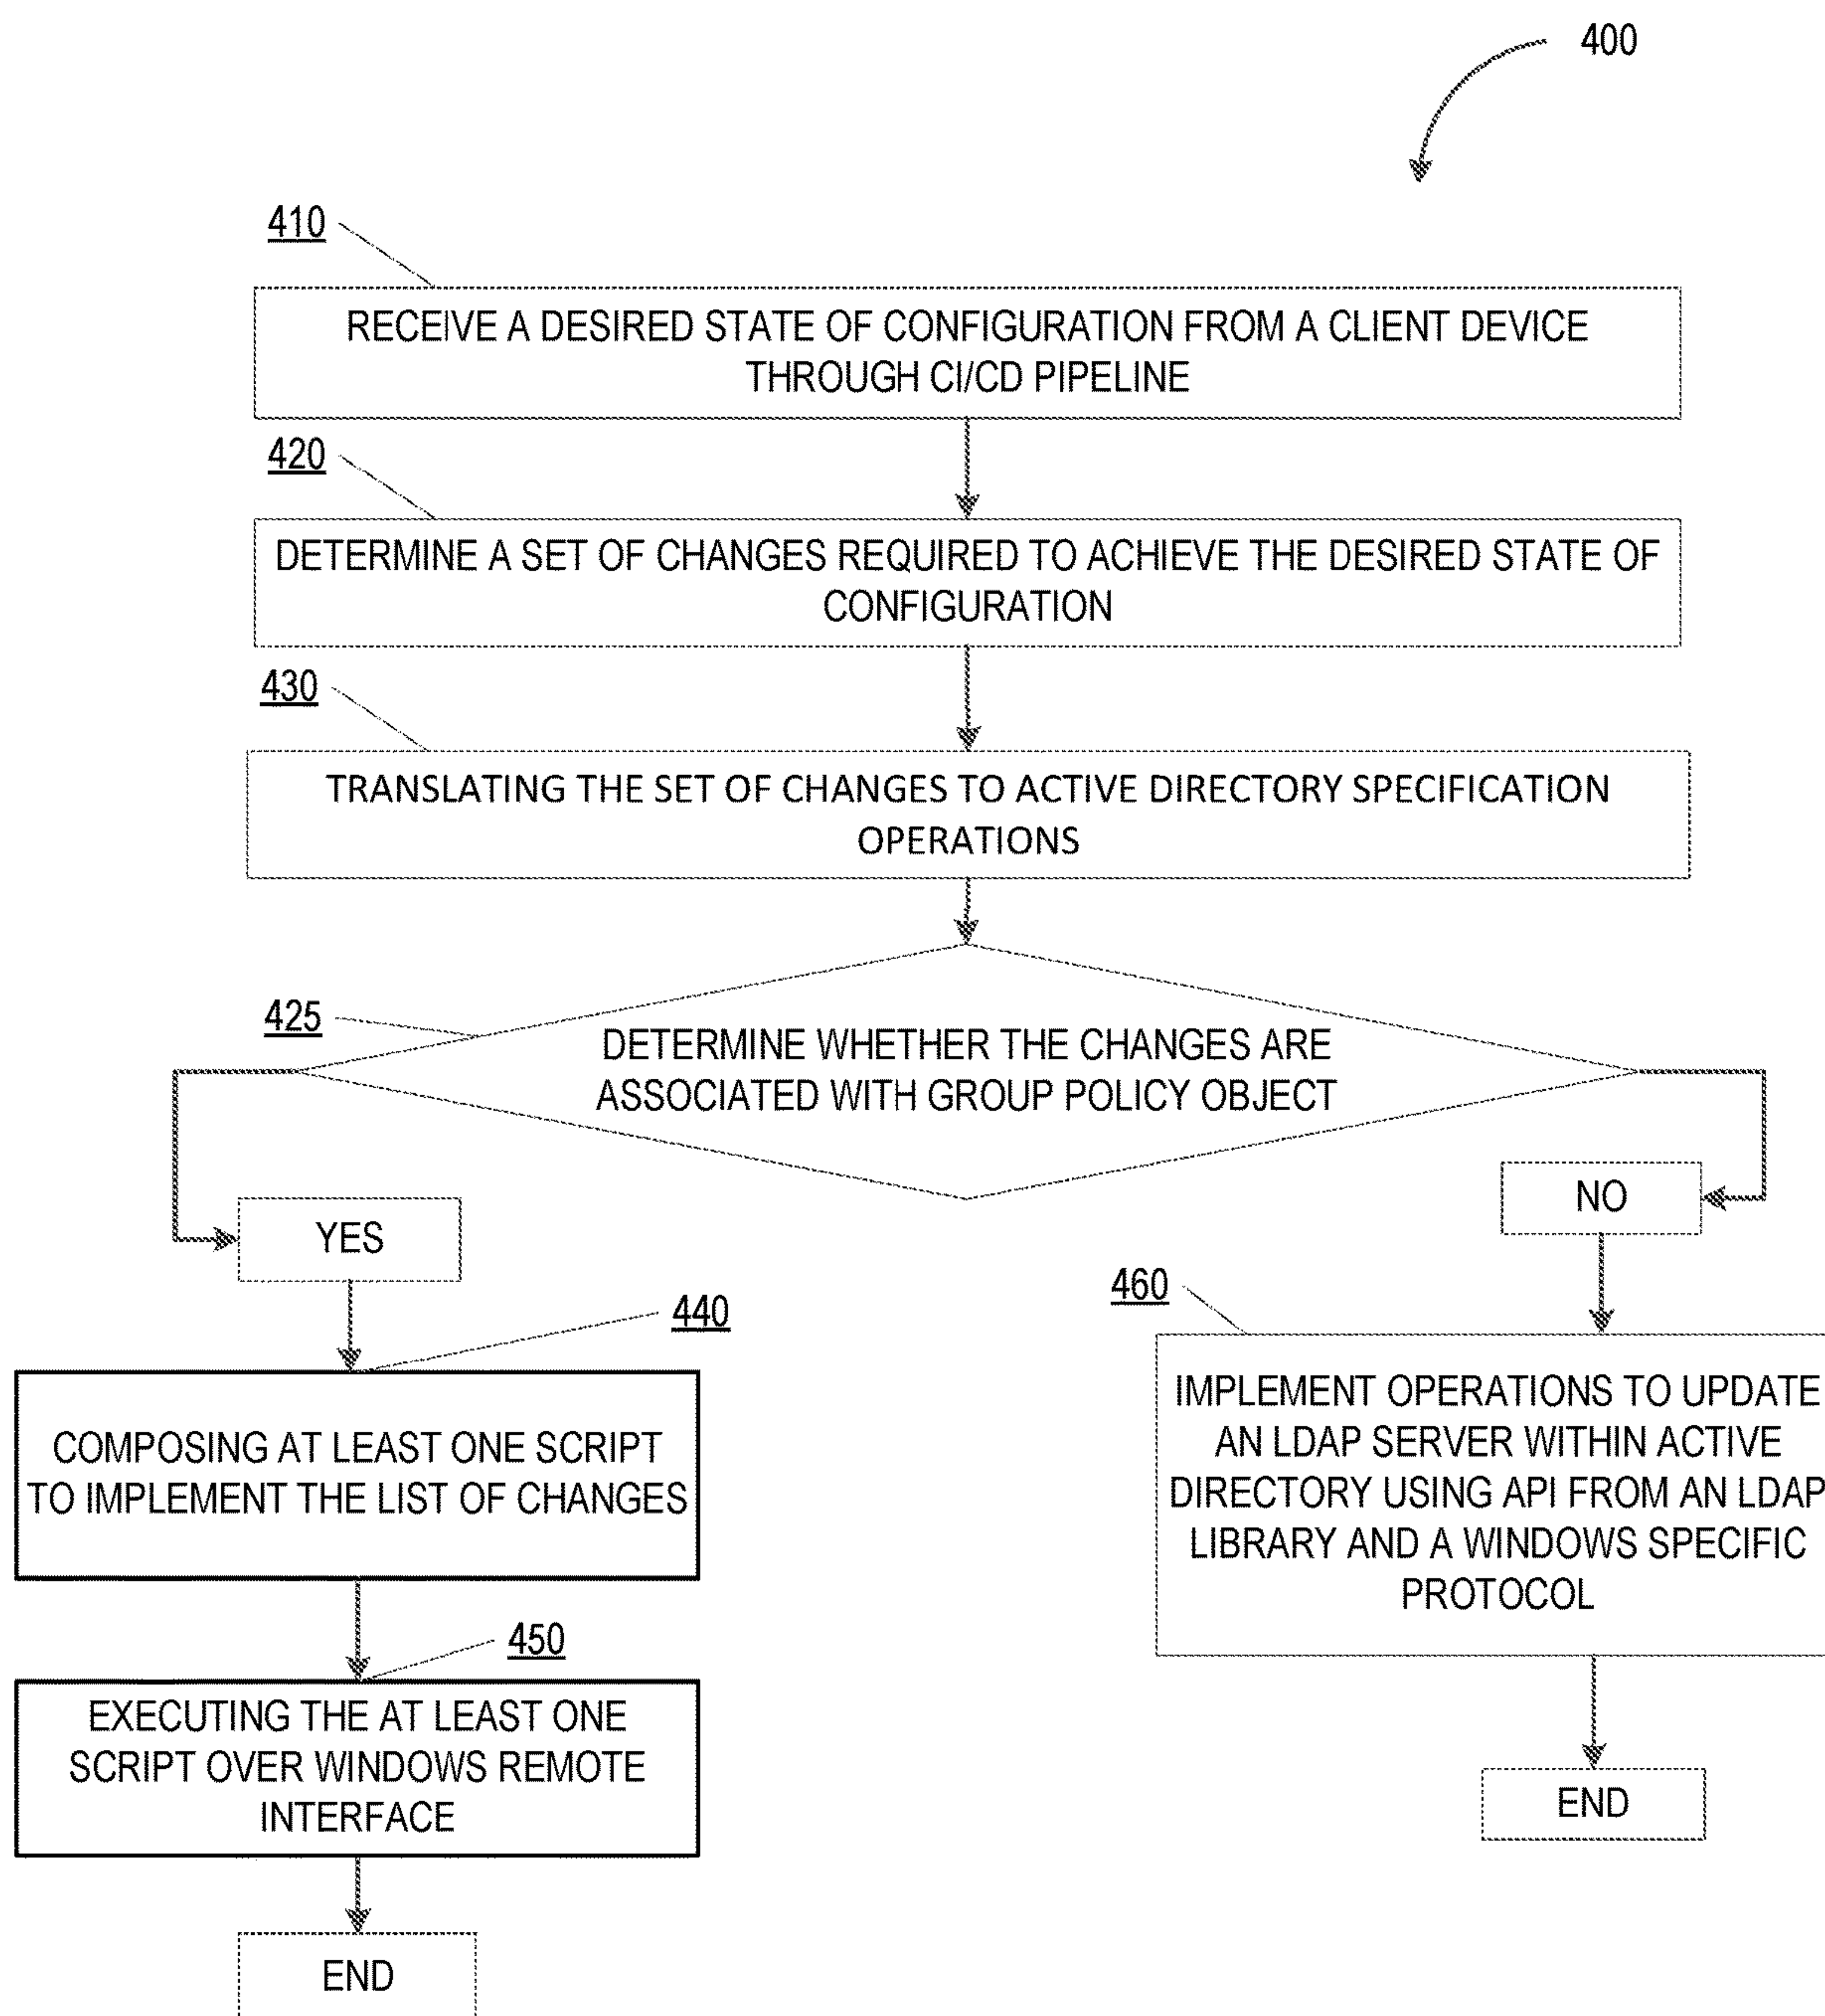 400
410
RECEIVE A DESIRED STATE OF CONFIGURATION FROM A CLIENT DEVICE
THROUGH CI/CD PIPELINE
420
DETERMINE A SET OF CHANGES REQUIRED TO ACHIEVE THE DESIRED STATE OF
CONFIGURATION
430
TRANSLATING THE SET OF CHANGES TO ACTIVE DIRECTORY SPECIFICATION
OPERATIONS
425
DETERMINE WHETHER THE CHANGES ARE
ASSOCIATED WITH GROUP POLICY OBJECT
YES
440
COMPOSING AT LEAST ONE SCRIPT
TO IMPLEMENT THE LIST OF CHANGES
450
EXECUTING THE AT LEAST ONE
SCRIPT OVER WINDOWS REMOTE
INTERFACE
END
NO
460
IMPLEMENT OPERATIONS TO UPDATE
AN LDAP SERVER WITHIN ACTIVE
DIRECTORY USING API FROM AN LDAP
LIBRARY AND A WINDOWS SPECIFIC
PROTOCOL
END